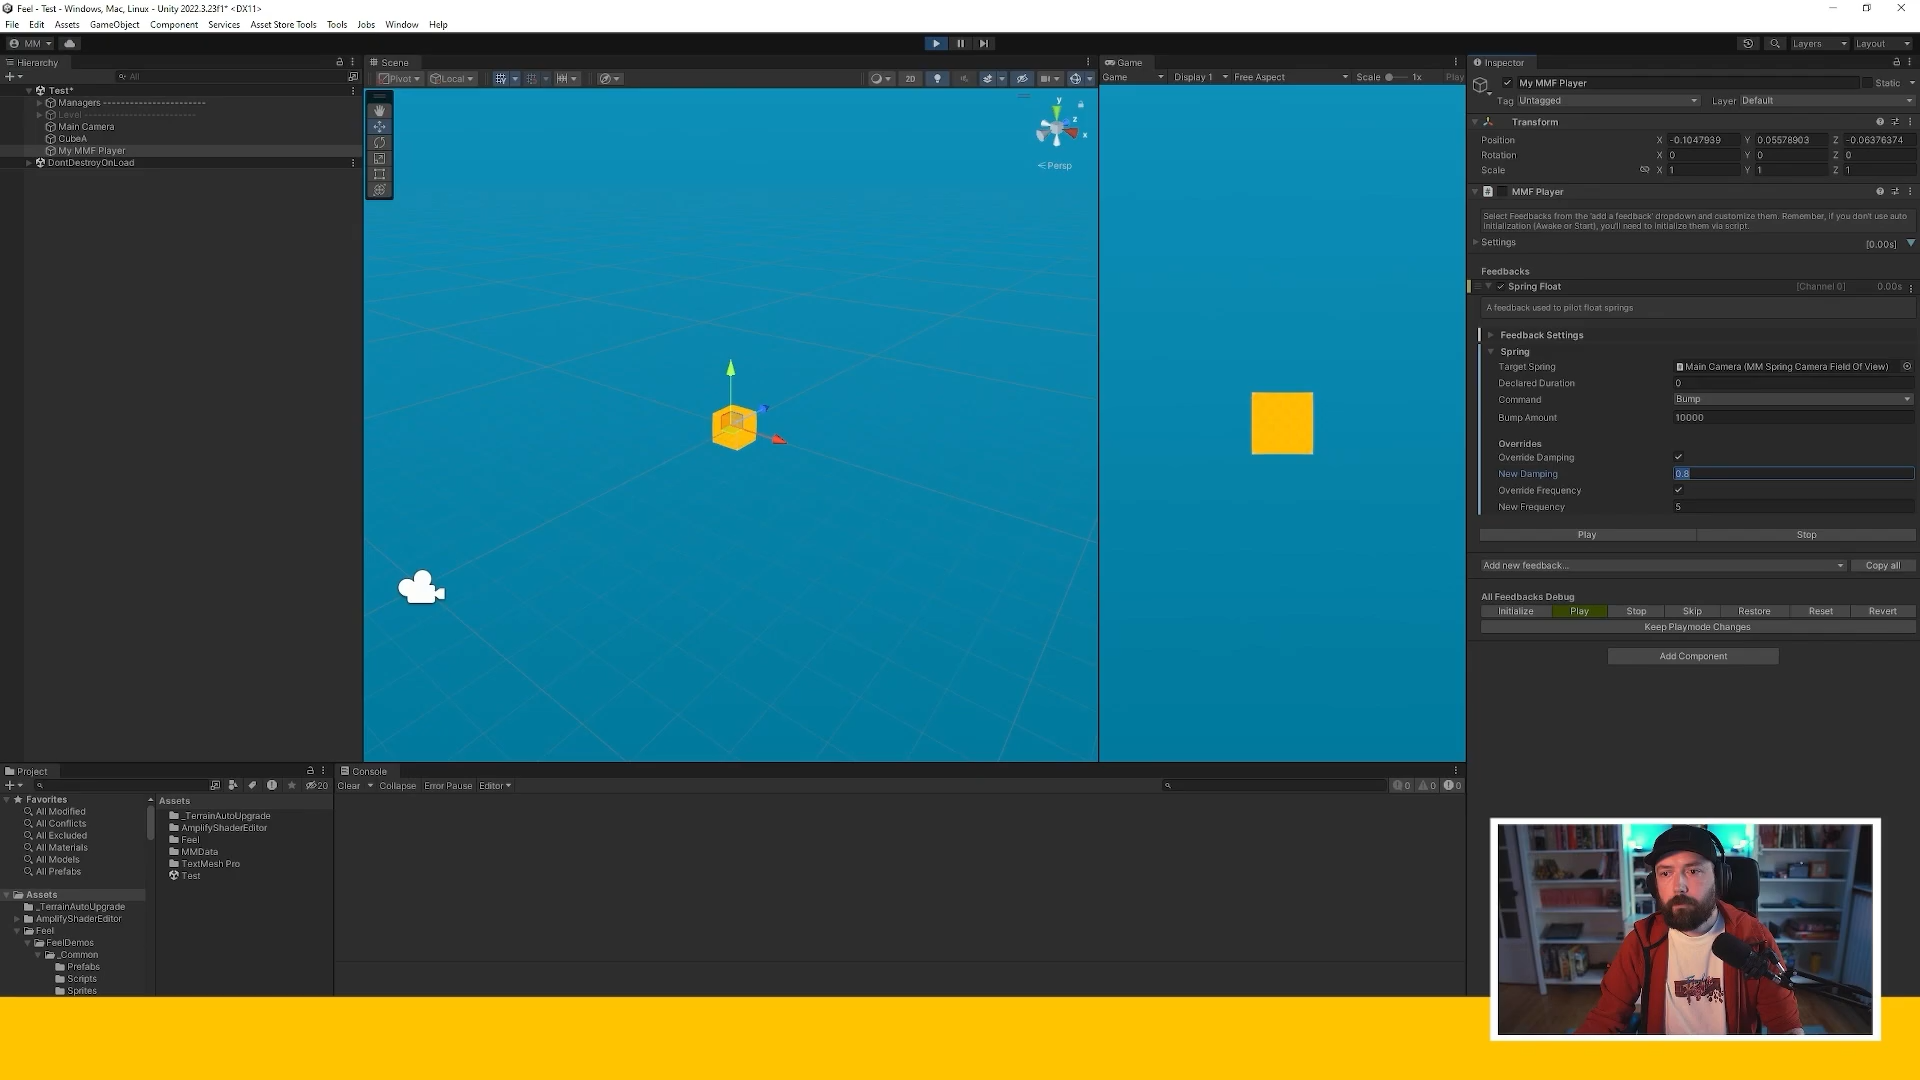 Feel - Test - Windows, Mac, Linux - Unity 2022.3.23f1* <DX11>
File Edit Assets GameObject Component Services Asset Store Tools Tools Jobs Window Help
MM
Layers Layout
Hierarchy
All
Test*
Managers ------------------------
Level --------------------------
Main Camera
CubeA
My MMF Player
DontDestroyOnLoad
Scene
Pivot Local 2D
y
z
x
Persp
Game
Game Display 1 Free Aspect Scale 1x Play
Inspector
My MMF Player Static
Tag Untagged Layer Default
Transform
Position X -0.1047939 Y 0.05578903 Z -0.06376374
Rotation X 0 Y 0 Z 0
Scale X 1 Y 1 Z 1
MMF Player
Select Feedbacks from the 'add a feedback' dropdown and customize them. Remember, if you don't use auto
initialization (Awake or Start), you'll need to initialize them via script.
Settings [0.00s]
Feedbacks
Spring Float [Channel 0] 0.00s
A feedback used to pilot float springs
Feedback Settings
Spring
Target Spring Main Camera (MM Spring Camera Field Of View)
Declared Duration 0
Command Bump
Bump Amount 10000
Overrides
Override Damping
New Damping 0.8
Override Frequency
New Frequency 5
Play Stop
Add new feedback... Copy all
All Feedbacks Debug
Initialize Play Stop Skip Restore Reset Revert
Keep Playmode Changes
Add Component
Project
20
Favorites
All Modified
All Conflicts
All Excluded
All Materials
All Models
All Prefabs
Assets
_TerrainAutoUpgrade
AmplifyShaderEditor
Feel
FeelDemos
_Common
Prefabs
Scripts
Sprites
Assets
_TerrainAutoUpgrade
AmplifyShaderEditor
Feel
MMData
TextMesh Pro
Test
Console
Clear Collapse Error Pause Editor
0 0 0